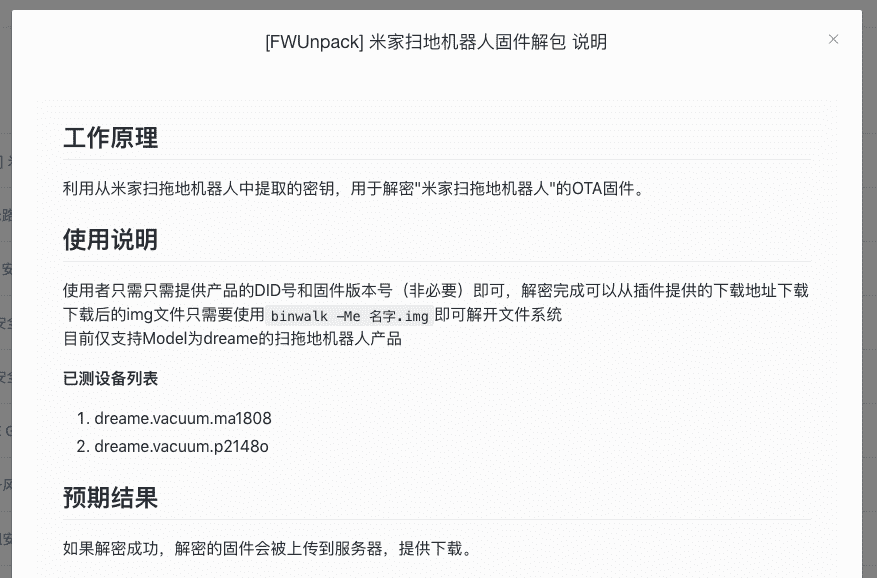 [FWUnpack] 米家扫地机器人固件解包 说明
工作原理
利用从米家扫拖地机器人中提取的密钥，用于解密"米家扫拖地机器人"的OTA固件。
使用说明
使用者只需只需提供产品的DID号和固件版本号（非必要）即可，解密完成可以从插件提供的下载地址下载
下载后的img文件只需要使用 binwalk -Me 名字.img 即可解开文件系统
目前仅支持Model为dreame的扫拖地机器人产品
已测设备列表
1. dreame.vacuum.ma1808
2. dreame.vacuum.p2148o
预期结果
如果解密成功，解密的固件会被上传到服务器，提供下载。